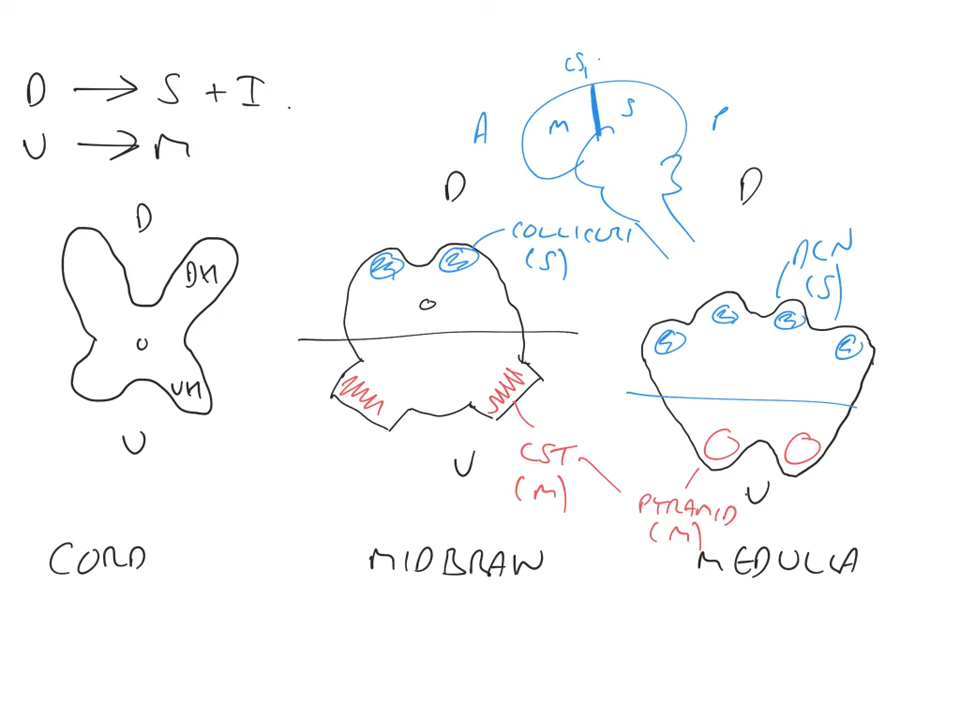 D → S + I.
V → M
CS,
M
S
A
P
D
D
D
COLLICULI
(S)
DCN
(S)
DH
VH
V
V
V
CST
(M)
PYRAMID
(M)
CORD
MIDBRAIN
MEDULLA